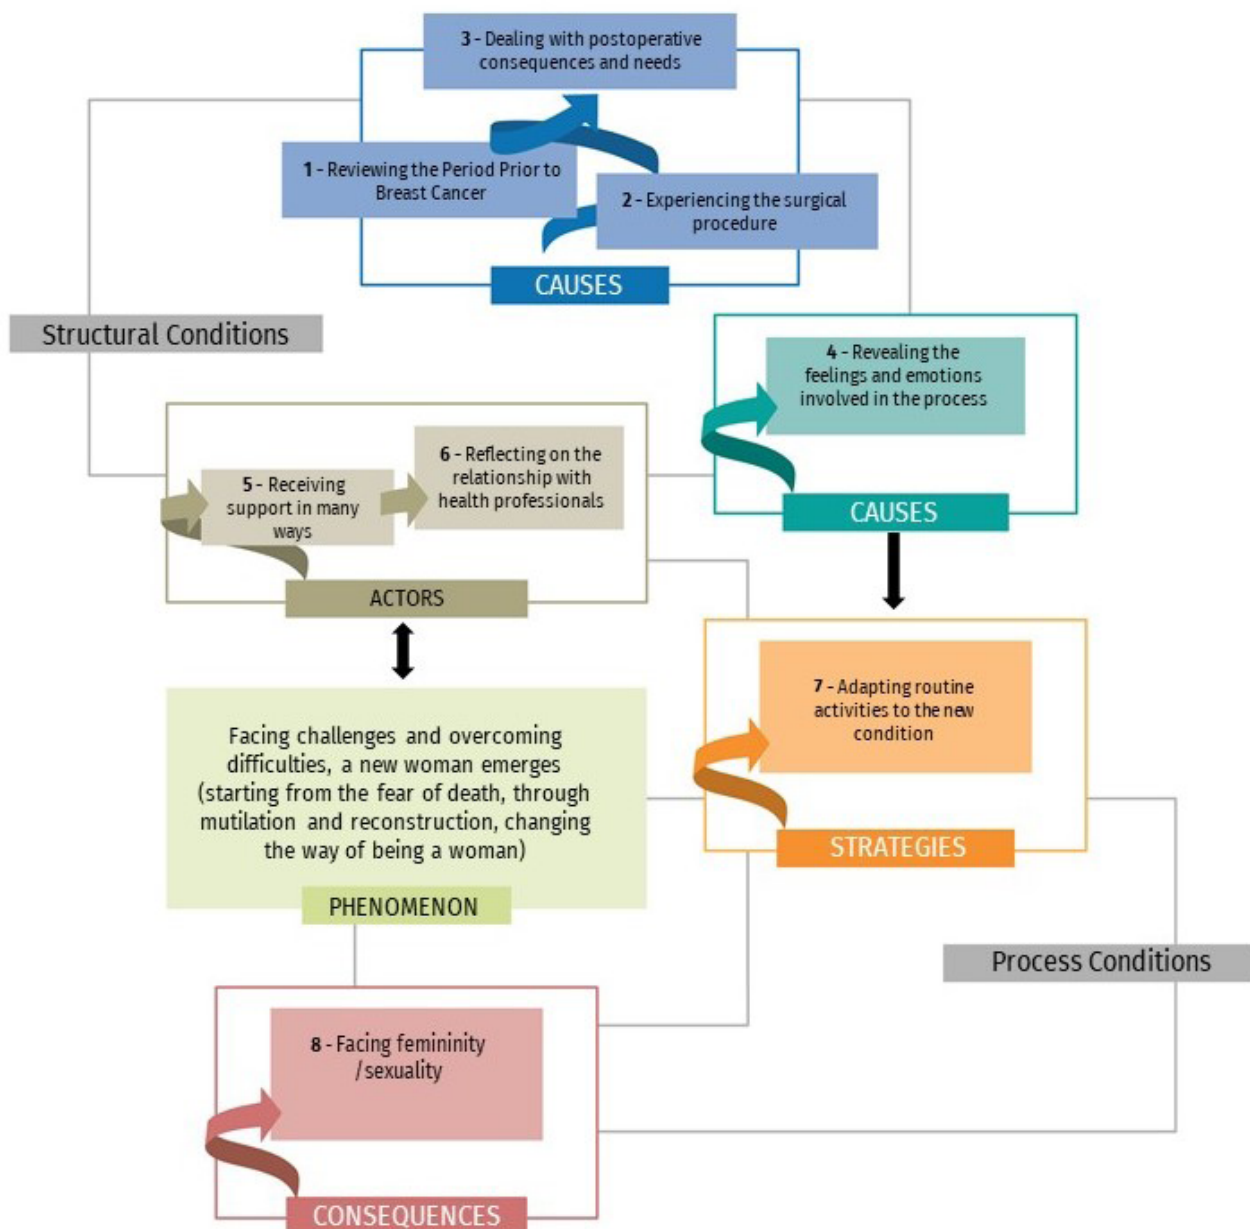 3 - Dealing with postoperative
consequences and needs
1 - Reviewing the Period Prior to
Breast Cancer
2 - Experiencing the surgical
procedure
CAUSES
Structural Conditions
4 - Revealing the
feelings and emotions
involved in the process
CAUSES
5 - Receiving
support in many
ways
6 - Reflecting on the
relationship with
health professionals
ACTORS
7 - Adapting routine
activities to the new
condition
STRATEGIES
Facing challenges and overcoming
difficulties, a new woman emerges
(starting from the fear of death, through
mutilation and reconstruction, changing
the way of being a woman)
PHENOMENON
Process Conditions
8 - Facing femininity
/sexuality
CONSEQUENCES